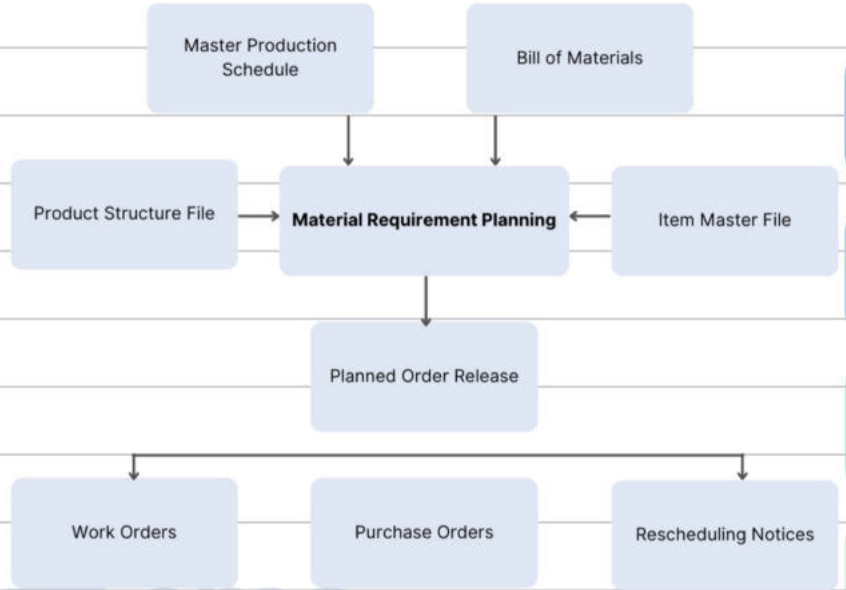 Master Production
Schedule
Bill of Materials
Product Structure File
Material Requirement Planning
Item Master File
Planned Order Release
Work Orders
Purchase Orders
Rescheduling Notices